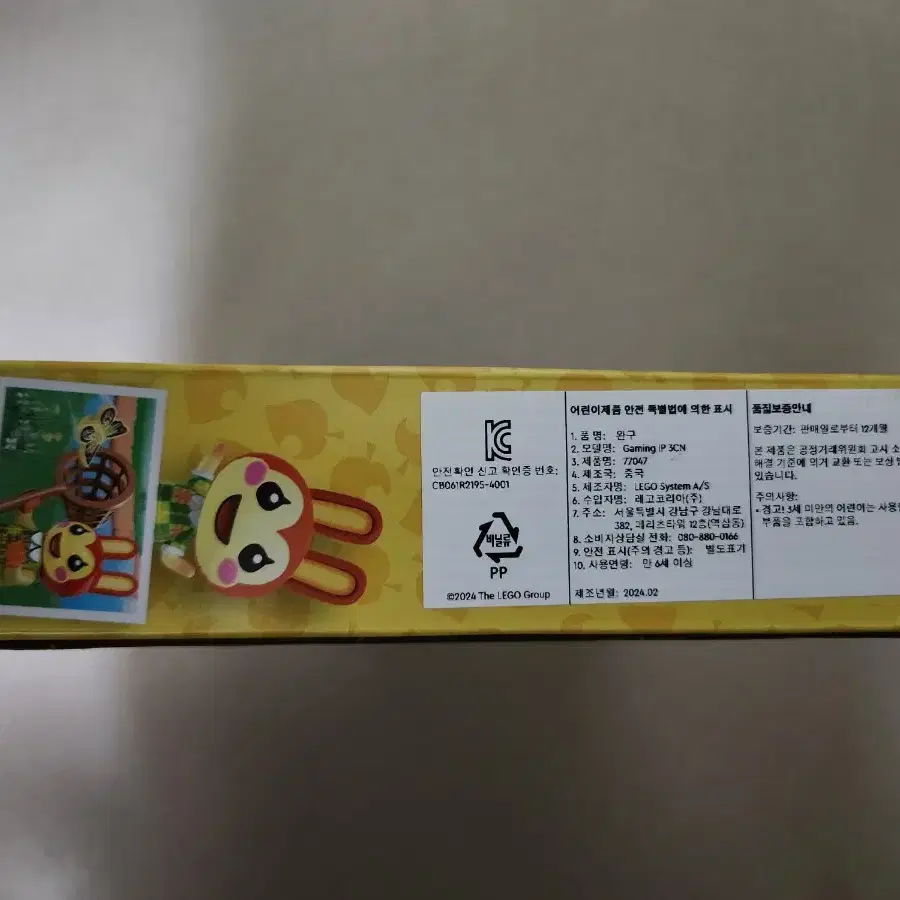 KC
안전확인 신고 확인증 번호:
CB061R2195-4001
비닐류
PP
©2024 The LEGO Group
어린이제품 안전 특별법에 의한 표시
1. 품 명: 완구
2. 모델명: Gaming IP 3CN
3. 제품명: 77047
4. 제조국: 중국
5. 제조자명: LEGO System A/S
6. 수입자명: 레고코리아(주)
7. 주소: 서울특별시 강남구 강남대로
382, 메리츠타워 12층(역삼동)
8. 소비자상담실 전화: 080-880-0166
9. 안전 표시(주의 경고 등): 별도표기
10. 사용연령: 만 6세 이상
제조년월: 2024.02
품질보증안내
보증기간: 판매일로부터 12개월
본 제품은 공정거래위원회 고시 소
해결 기준에 의거 교환 또는 보상
있습니다.
주의사항:
• 경고! 3세 미만의 어린이는 사용
부품을 포함하고 있음.